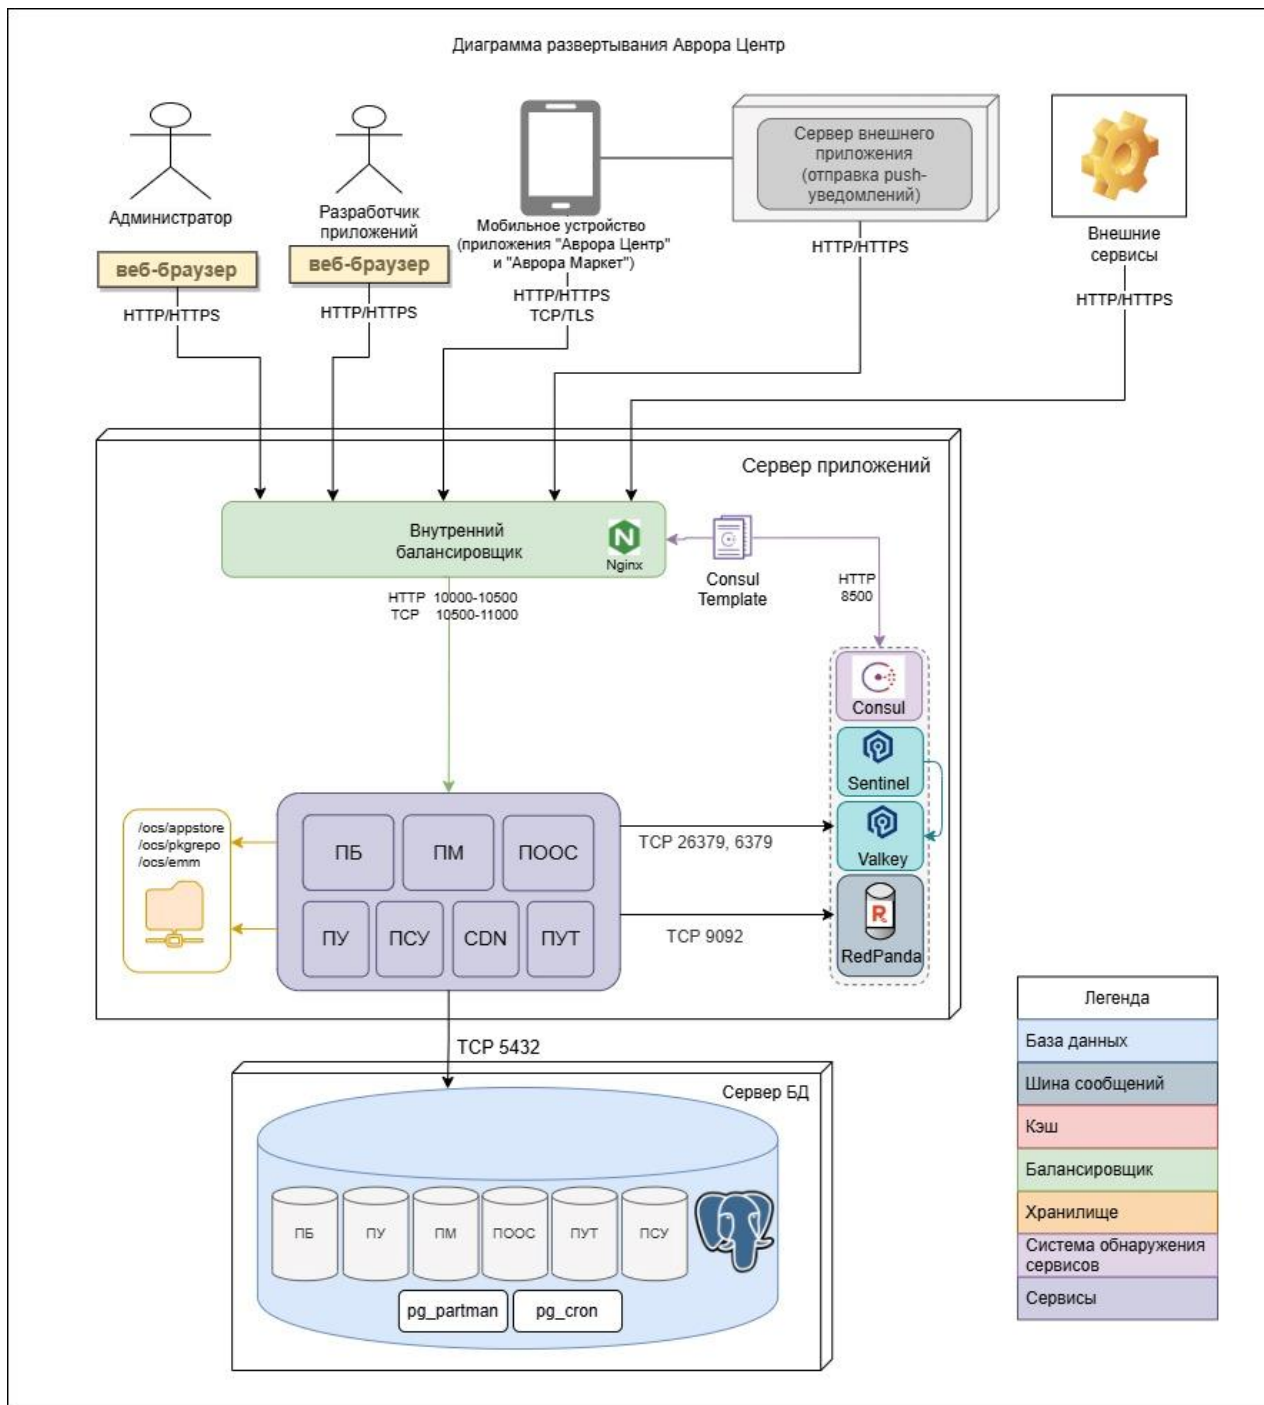 Диаграмма развертывания Аврора Центр
Администратор
веб-браузер
HTTP/HTTPS
Разработчик
приложений
веб-браузер
HTTP/HTTPS
Мобильное устройство
(приложения "Аврора Центр"
и "Аврора Маркет")
HTTP/HTTPS
TCP/TLS
Сервер внешнего
приложения
(отправка push-
уведомлений)
HTTP/HTTPS
Внешние
сервисы
HTTP/HTTPS
Сервер приложений
Внутренний
балансировщик
Nginx
Consul
Template
HTTP
8500
HTTP 10000-10500
TCP 10500-11000
Consul
Sentinel
Valkey
RedPanda
/ocs/appstore
/ocs/pkgrepo
/ocs/emm
ПБ
ПМ
ПООС
ПУ
ПСУ
CDN
ПУТ
TCP 26379, 6379
TCP 9092
TCP 5432
Сервер БД
ПБ
ПУ
ПМ
ПООС
ПУТ
ПСУ
pg_partman
pg_cron
Легенда
База данных
Шина сообщений
Кэш
Балансировщик
Хранилище
Система обнаружения
сервисов
Сервисы